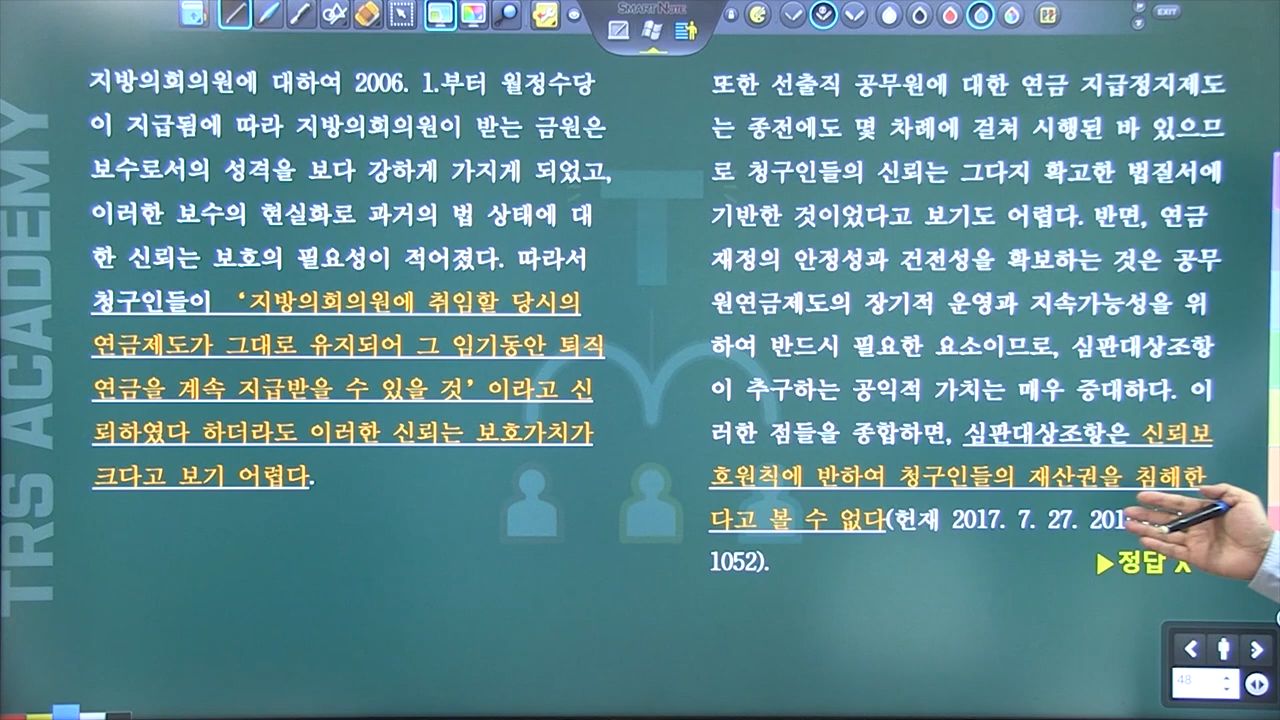 SMART NOTE
EXIT
TRS ACADEMY
지방의회의원에 대하여 2006. 1.부터 월정수당
이 지급됨에 따라 지방의회의원이 받는 금원은
보수로서의 성격을 보다 강하게 가지게 되었고,
이러한 보수의 현실화로 과거의 법 상태에 대
한 신뢰는 보호의 필요성이 적어졌다. 따라서
청구인들이 ‘지방의회의원에 취임할 당시의
연금제도가 그대로 유지되어 그 임기동안 퇴직
연금을 계속 지급받을 수 있을 것’ 이라고 신
뢰하였다 하더라도 이러한 신뢰는 보호가치가
크다고 보기 어렵다.
또한 선출직 공무원에 대한 연금 지급정지제도
는 종전에도 몇 차례에 걸쳐 시행된 바 있으므
로 청구인들의 신뢰는 그다지 확고한 법질서에
기반한 것이었다고 보기도 어렵다. 반면, 연금
재정의 안정성과 건전성을 확보하는 것은 공무
원연금제도의 장기적 운영과 지속가능성을 위
하여 반드시 필요한 요소이므로, 심판대상조항
이 추구하는 공익적 가치는 매우 중대하다. 이
러한 점들을 종합하면, 심판대상조항은 신뢰보
호원칙에 반하여 청구인들의 재산권을 침해한
다고 볼 수 없다(헌재 2017. 7. 27. 201
1052).
▶정답 X
48